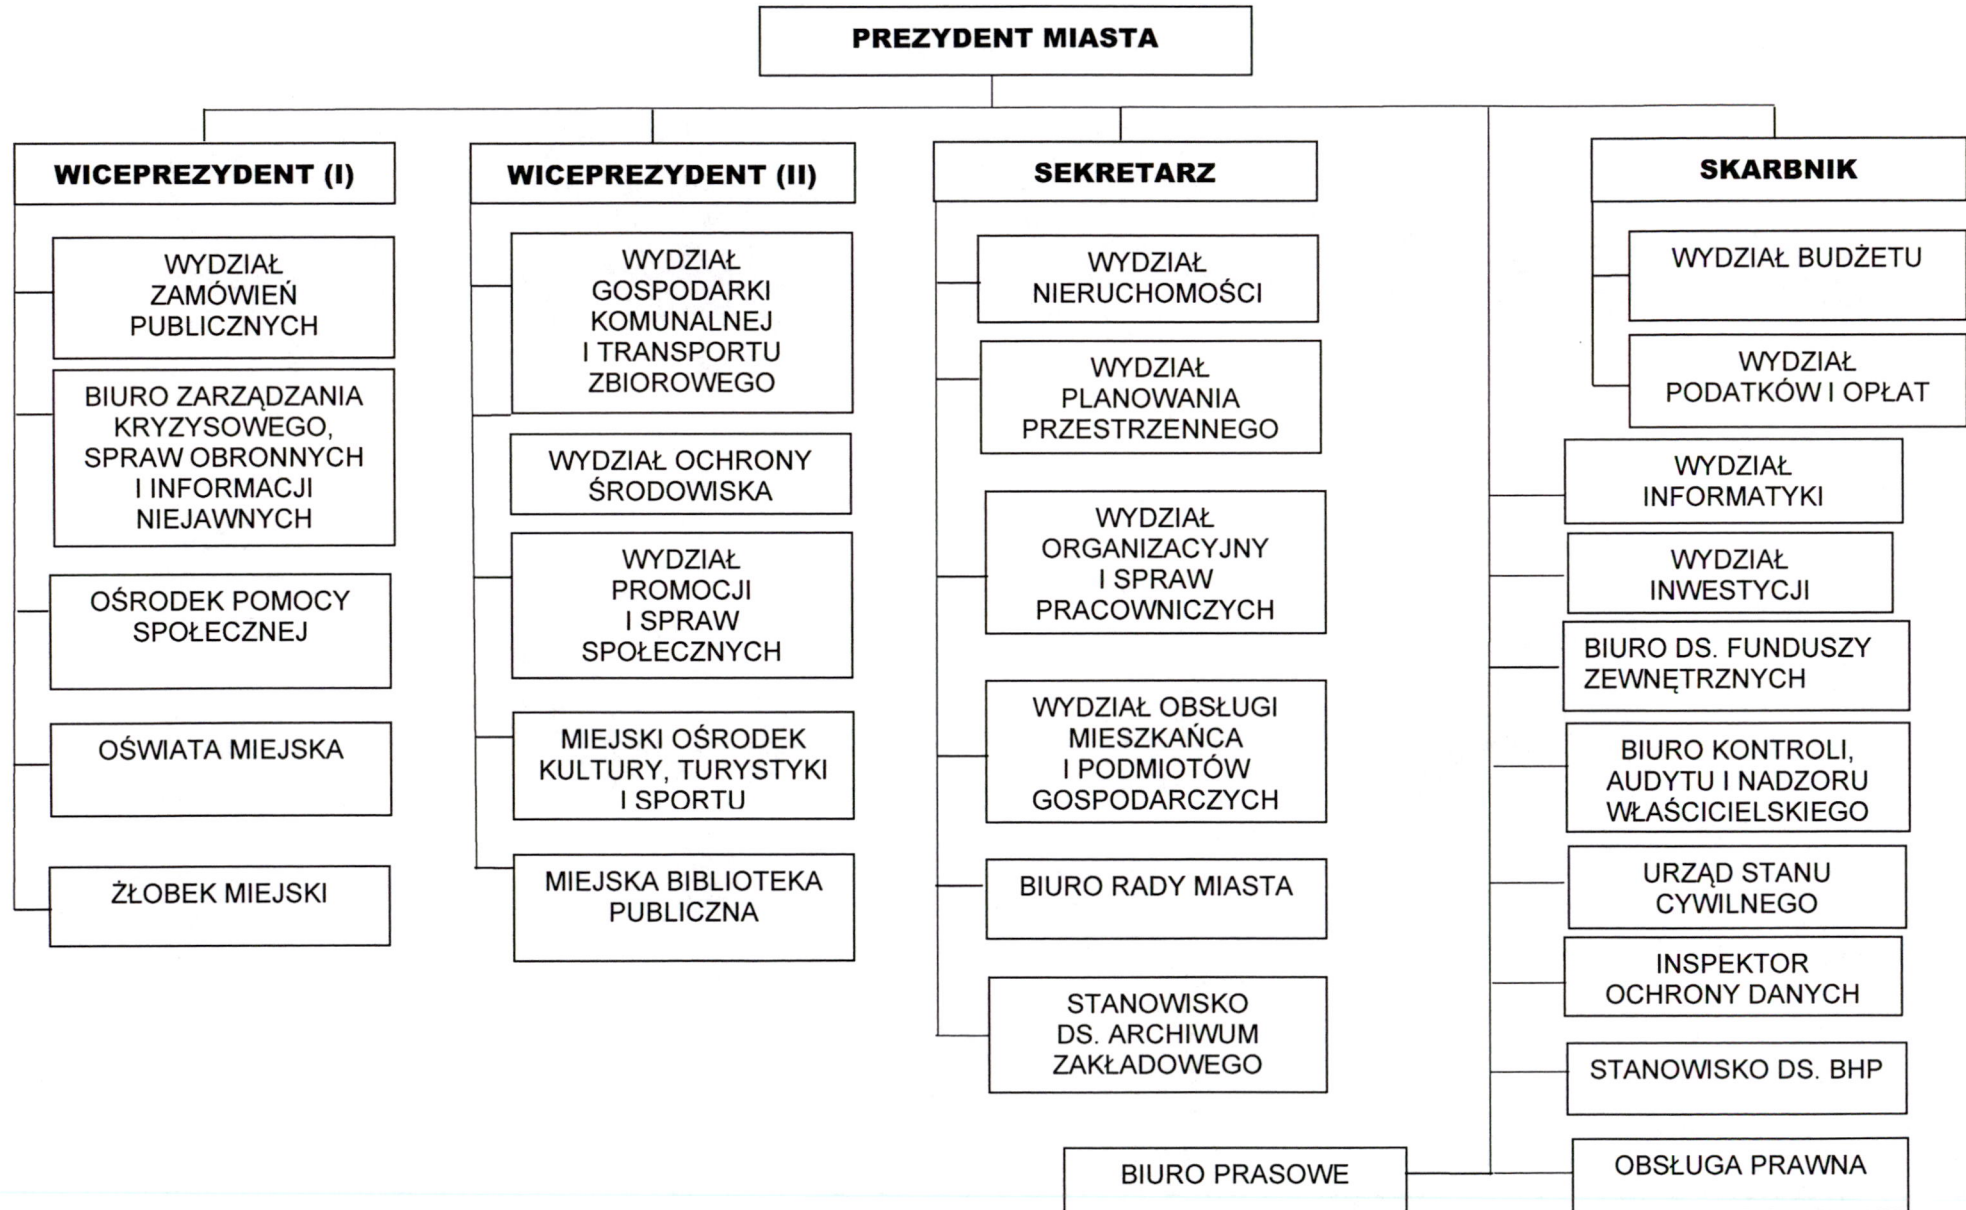 PREZYDENT MIASTA
WICEPREZYDENT (I)
WYDZIAŁ
ZAMÓWIEŃ
PUBLICZNYCH
BIURO ZARZĄDZANIA
KRYZYSOWEGO,
SPRAW OBRONNYCH
I INFORMACJI
NIEJAWNYCH
OŚRODEK POMOCY
SPOŁECZNEJ
OŚWIATA MIEJSKA
ŻŁOBEK MIEJSKI
WICEPREZYDENT (II)
WYDZIAŁ
GOSPODARKI
KOMUNALNEJ
I TRANSPORTU
ZBIOROWEGO
WYDZIAŁ OCHRONY
ŚRODOWISKA
WYDZIAŁ
PROMOCJI
I SPRAW
SPOŁECZNYCH
MIEJSKI OŚRODEK
KULTURY, TURYSTYKI
I SPORTU
MIEJSKA BIBLIOTEKA
PUBLICZNA
SEKRETARZ
WYDZIAŁ
NIERUCHOMOŚCI
WYDZIAŁ
PLANOWANIA
PRZESTRZENNEGO
WYDZIAŁ
ORGANIZACYJNY
I SPRAW
PRACOWNICZYCH
WYDZIAŁ OBSŁUGI
MIESZKAŃCA
I PODMIOTÓW
GOSPODARCZYCH
BIURO RADY MIASTA
STANOWISKO
DS. ARCHIWUM
ZAKŁADOWEGO
SKARBNIK
WYDZIAŁ BUDŻETU
WYDZIAŁ
PODATKÓW I OPŁAT
WYDZIAŁ
INFORMATYKI
WYDZIAŁ
INWESTYCJI
BIURO DS. FUNDUSZY
ZEWNĘTRZNYCH
BIURO KONTROLI,
AUDYTU I NADZORU
WŁAŚCICIELSKIEGO
URZĄD STANU
CYWILNEGO
INSPEKTOR
OCHRONY DANYCH
STANOWISKO DS. BHP
BIURO PRASOWE
OBSŁUGA PRAWNA